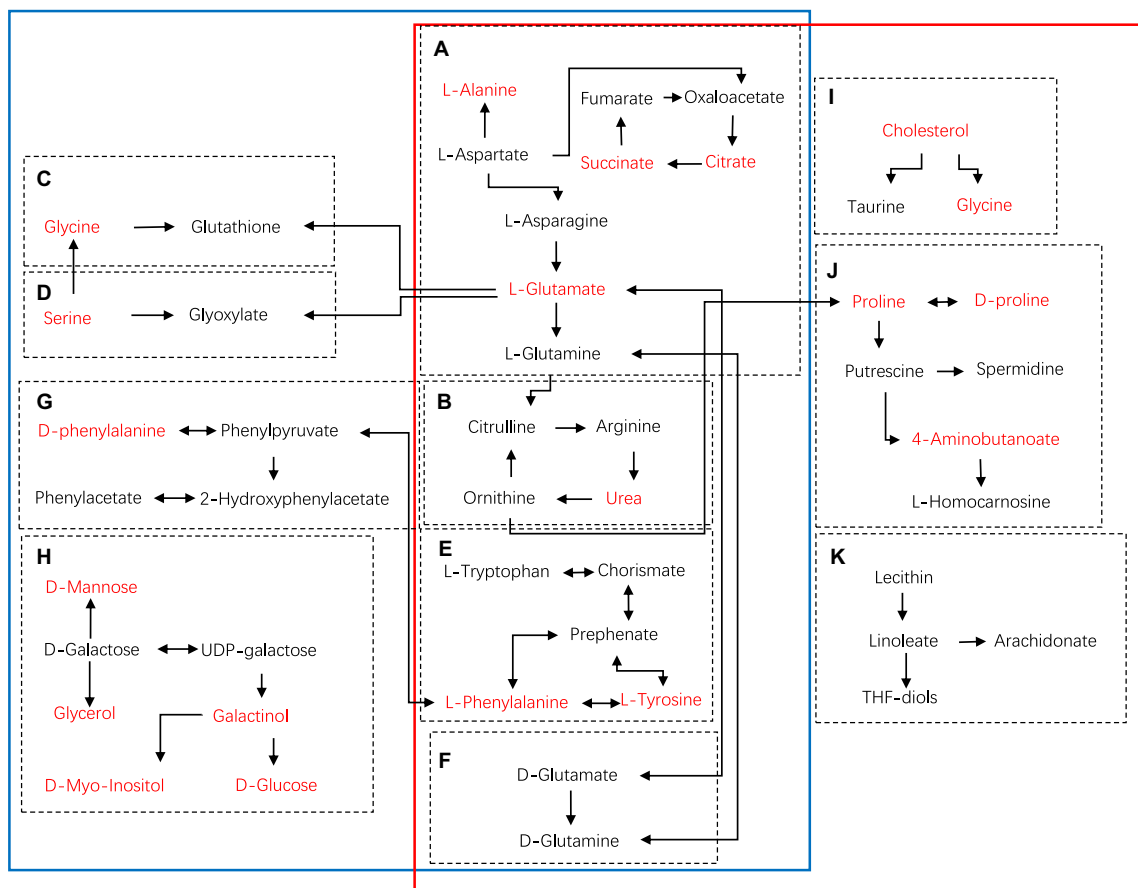 A
L-Alanine
Fumarate
Oxaloacetate
L-Aspartate
Succinate
Citrate
L-Asparagine
L-Glutamate
L-Glutamine
I
Cholesterol
Taurine
Glycine
C
Glycine
Glutathione
D
Serine
Glyoxylate
J
Proline
D-proline
Putrescine
Spermidine
4-Aminobutanoate
L-Homocarnosine
G
D-phenylalanine
Phenylpyruvate
Phenylacetate
2-Hydroxyphenylacetate
B
Citrulline
Arginine
Ornithine
Urea
H
D-Mannose
D-Galactose
UDP-galactose
Glycerol
Galactinol
D-Myo-Inositol
D-Glucose
E
L-Tryptophan
Chorismate
Prephenate
L-Phenylalanine
L-Tyrosine
K
Lecithin
Linoleate
Arachidonate
THF-diols
F
D-Glutamate
D-Glutamine